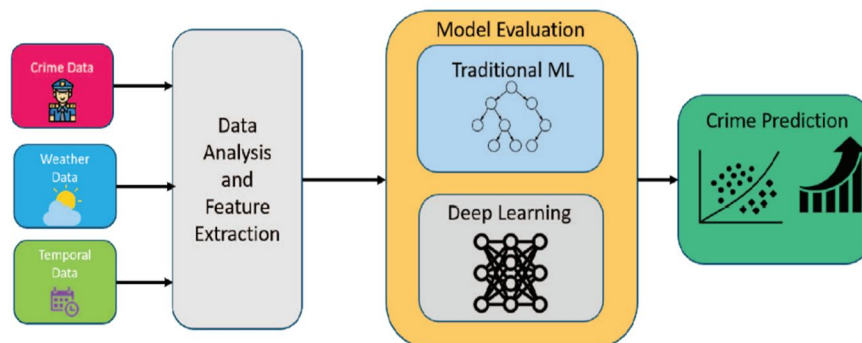 Crime Data
Weather
Data
Temporal
Data
Data
Analysis
and
Feature
Extraction
Model Evaluation
Traditional ML
Deep Learning
Crime Prediction